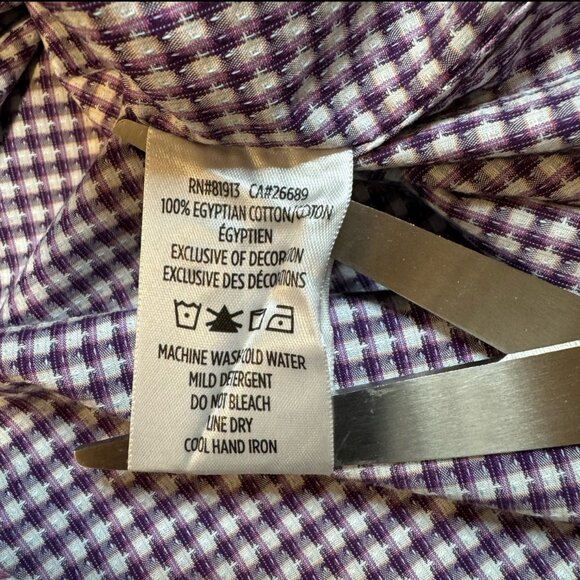 RN#81913 CA#26689
100% EGYPTIAN COTTON/COTON
ÉGYPTIEN
EXCLUSIVE OF DECORATION
EXCLUSIVE DES DÉCORATIONS
MACHINE WASH COLD WATER
MILD DETERGENT
DO NOT BLEACH
LINE DRY
COOL HAND IRON